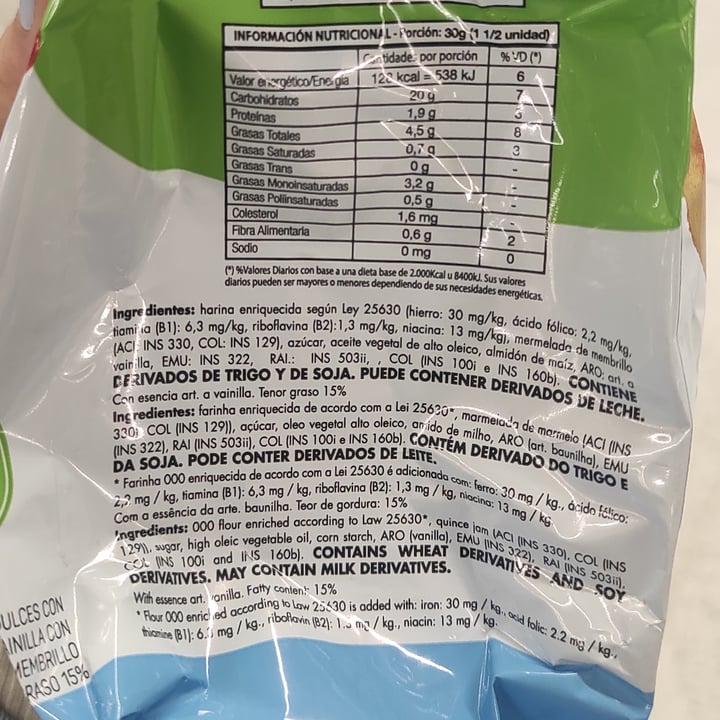 INFORMACIÓN NUTRICIONAL - Porción: 30g (1 1/2 unidad)
Cantidades por porción % VD (*)
Valor energético/Energía 128 kcal = 538 kJ 6
Carbohidratos 20 g 7
Proteínas 1,9 g 3
Grasas Totales 4,5 g 8
Grasas Saturadas 0,7 g 3
Grasas Trans 0 g -
Grasas Monoinsaturadas 3,2 g -
Grasas Poliinsaturadas 0,5 g -
Colesterol 1,6 mg -
Fibra Alimentaria 0,6 g 2
Sodio 0 mg 0
(*) %Valores Diarios con base a una dieta base de 2.000Kcal u 8400kJ. Sus valores
diarios pueden ser mayores o menores dependiendo de sus necesidades energéticas.
Ingredientes: harina enriquecida según Ley 25630 (hierro: 30 mg/kg, ácido fólico: 2,2 mg/kg,
tiamina (B1): 6,3 mg/kg, riboflavina (B2):1,3 mg/kg, niacina: 13 mg/kg), mermelada de membrillo
(ACI: INS 330, COL: INS 129), azúcar, aceite vegetal de alto oleico, almidón de maíz, ARO: art. a
vainilla, EMU: INS 322, RAI.: INS 503ii, , COL (INS 100i e INS 160b). CONTIENE
DERIVADOS DE TRIGO Y DE SOJA. PUEDE CONTENER DERIVADOS DE LECHE.
Con esencia art. a vainilla. Tenor graso 15%
Ingredientes: farinha enriquecida de acordo com a Lei 25630*, marmelada de marmelo (ACI (INS
330), COL (INS 129)), açúcar, oleo vegetal alto oleico, amido de milho, ARO (art. baunilha), EMU
(INS 322), RAI (INS 503ii), COL (INS 100i e INS 160b). CONTÉM DERIVADO DO TRIGO E
DA SOJA. PODE CONTER DERIVADOS DE LEITE.
* Farinha 000 enriquecida de acordo com a Lei 25630 é adicionada com: ferro: 30 mg / kg., ácido fólico:
2,2 mg / kg, tiamina (B1): 6,3 mg / kg, riboflavina (B2): 1,3 mg / kg, niacina: 13 mg / kg
Com a essência da arte. baunilha. Teor de gordura: 15%
Ingredients: 000 flour enriched according to Law 25630*, quince jam (ACI (INS 330), COL (INS
129)), sugar, high oleic vegetable oil, corn starch, ARO (vanilla), EMU (INS 322), RAI (INS 503ii),
COL (INS 100i and INS 160b). CONTAINS WHEAT DERIVATIVES AND SOY
DERIVATIVES. MAY CONTAIN MILK DERIVATIVES.
With essence art. vanilla. Fatty content: 15%
* Flour 000 enriched according to Law 25630 is added with: iron: 30 mg / kg., acid folic: 2.2 mg / kg.,
thiamine (B1): 6.3 mg / kg., riboflavin (B2): 1.3 mg / kg., niacin: 13 mg / kg.
DULCES CON
VAINILLA CON
MEMBRILLO
GRASO 15%